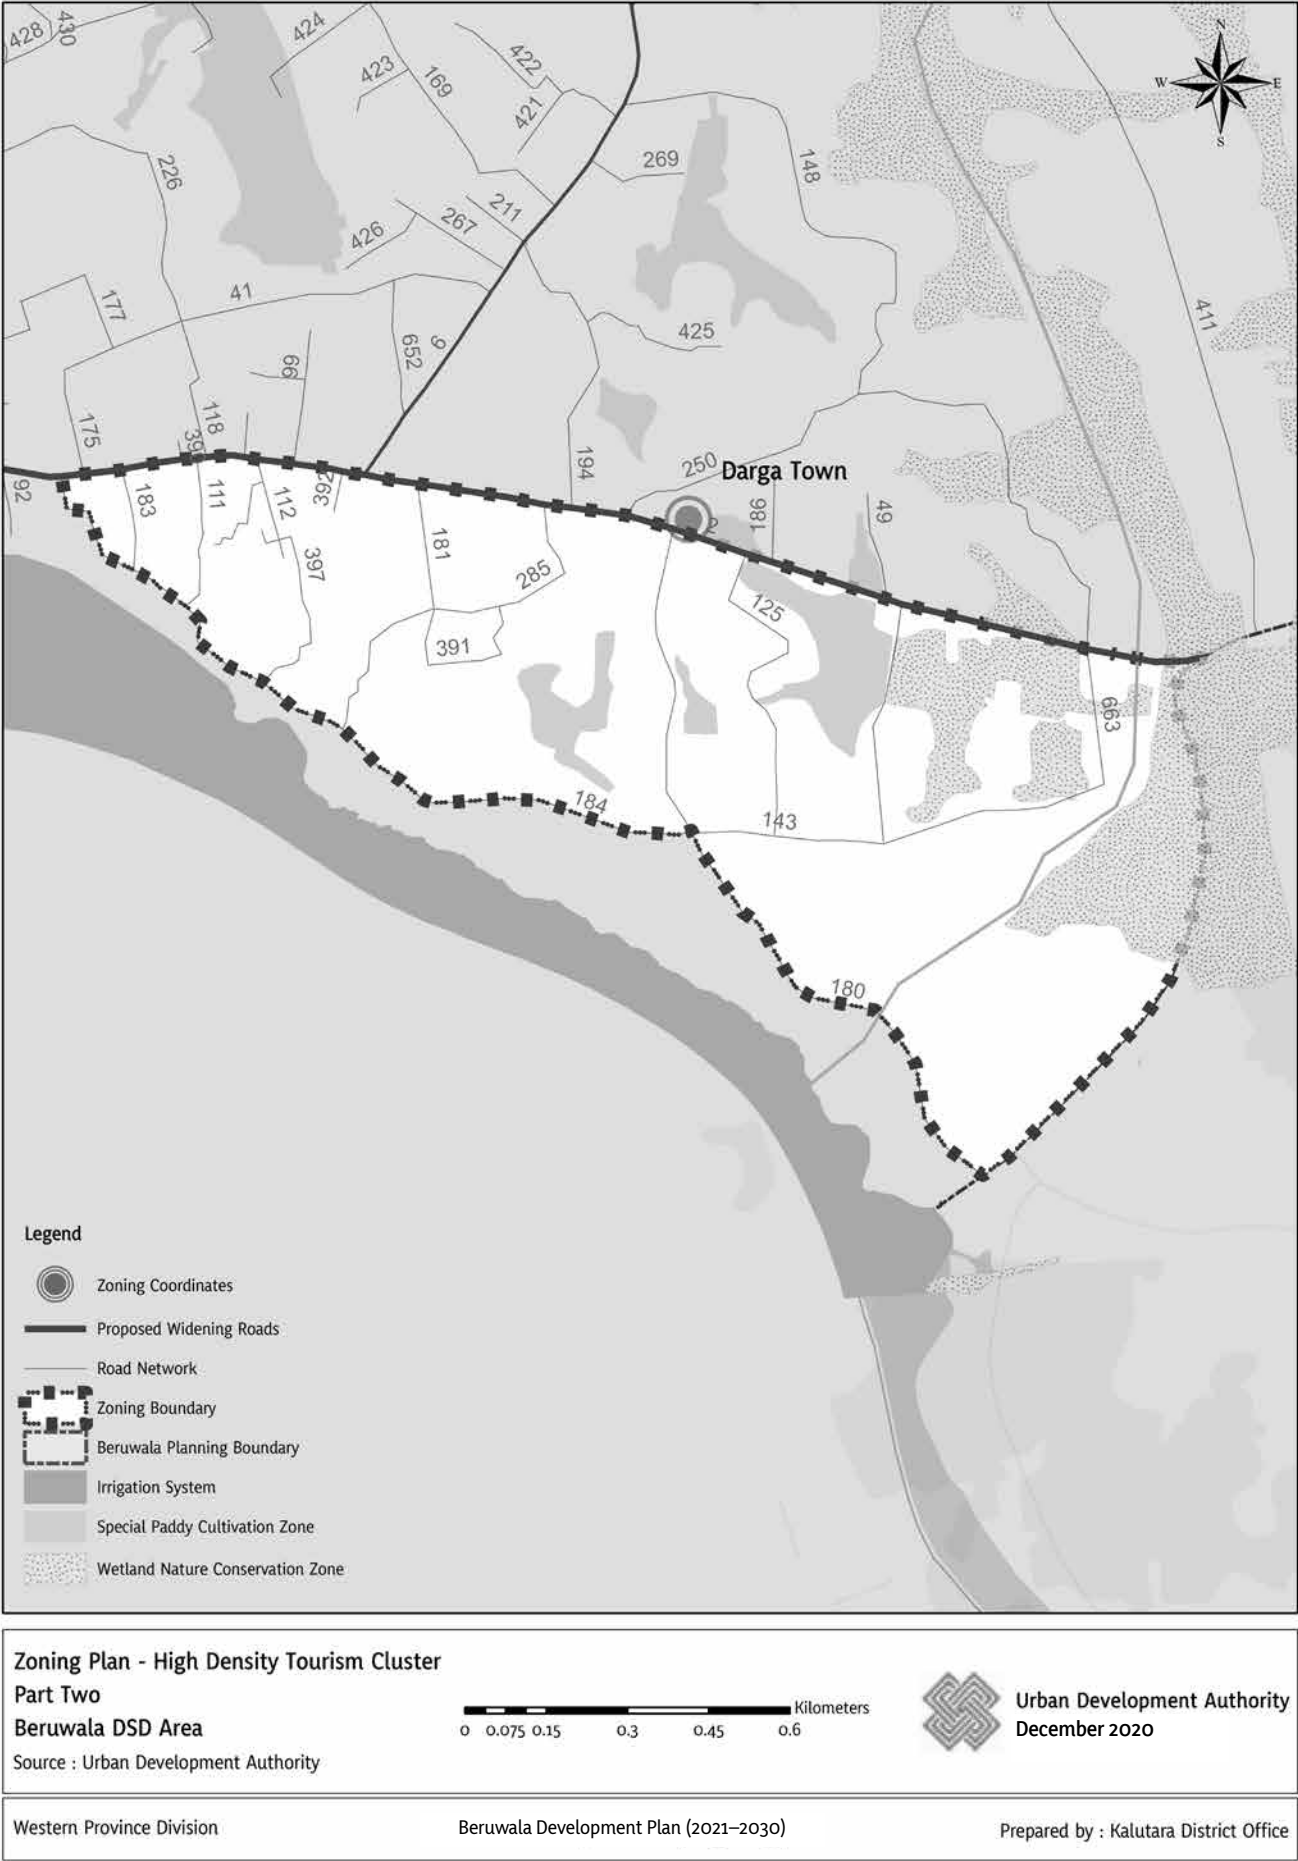 428
430
424
423
169
422
421
226
269
148
211
267
426
N
W
E
S
177
41
66
652
6
425
411
175
118
39
194
250
Darga Town
92
183
111
112
392
397
181
285
186
49
125
391
663
184
143
180
Legend
Zoning Coordinates
Proposed Widening Roads
Road Network
Zoning Boundary
Beruwala Planning Boundary
Irrigation System
Special Paddy Cultivation Zone
Wetland Nature Conservation Zone
Zoning Plan - High Density Tourism Cluster
Part Two
Beruwala DSD Area
Source : Urban Development Authority
Kilometers
0 0.075 0.15 0.3 0.45 0.6
Urban Development Authority
December 2020
Western Province Division
Beruwala Development Plan (2021–2030)
Prepared by : Kalutara District Office